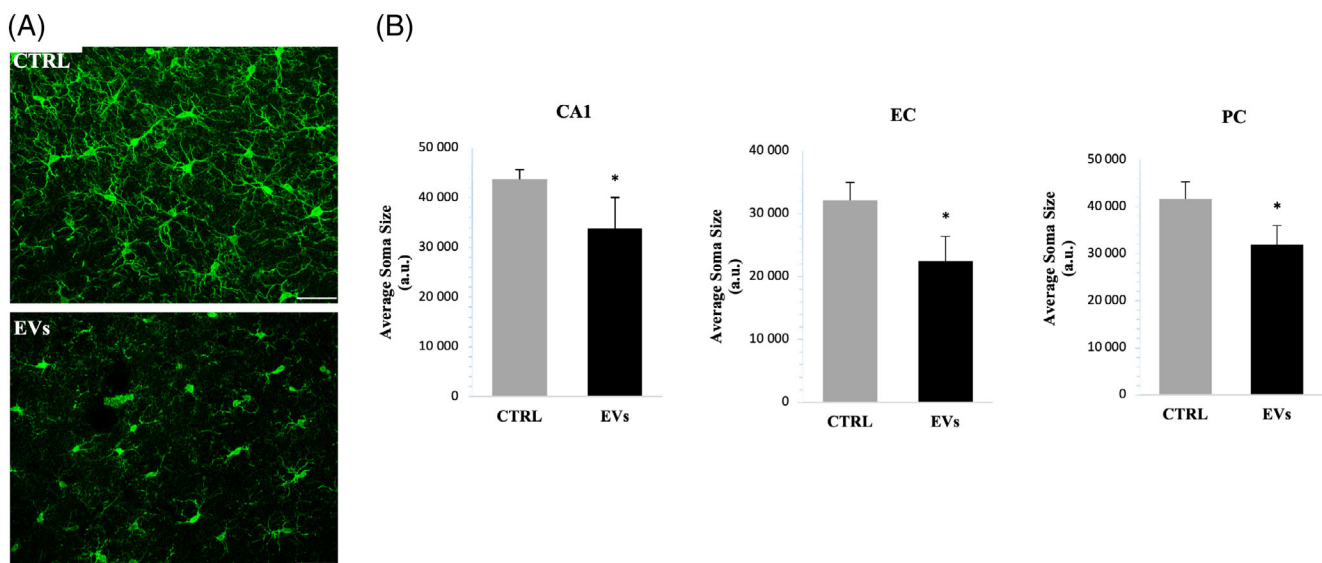 (A)
CTRL
EVs
(B)
CA1
Average Soma Size
(a.u.)
50 000
40 000
30 000
20 000
10 000
0
CTRL EVs
*
EC
Average Soma Size
(a.u.)
40 000
30 000
20 000
10 000
0
CTRL EVs
*
PC
Average Soma Size
(a.u.)
50 000
40 000
30 000
20 000
10 000
0
CTRL EVs
*